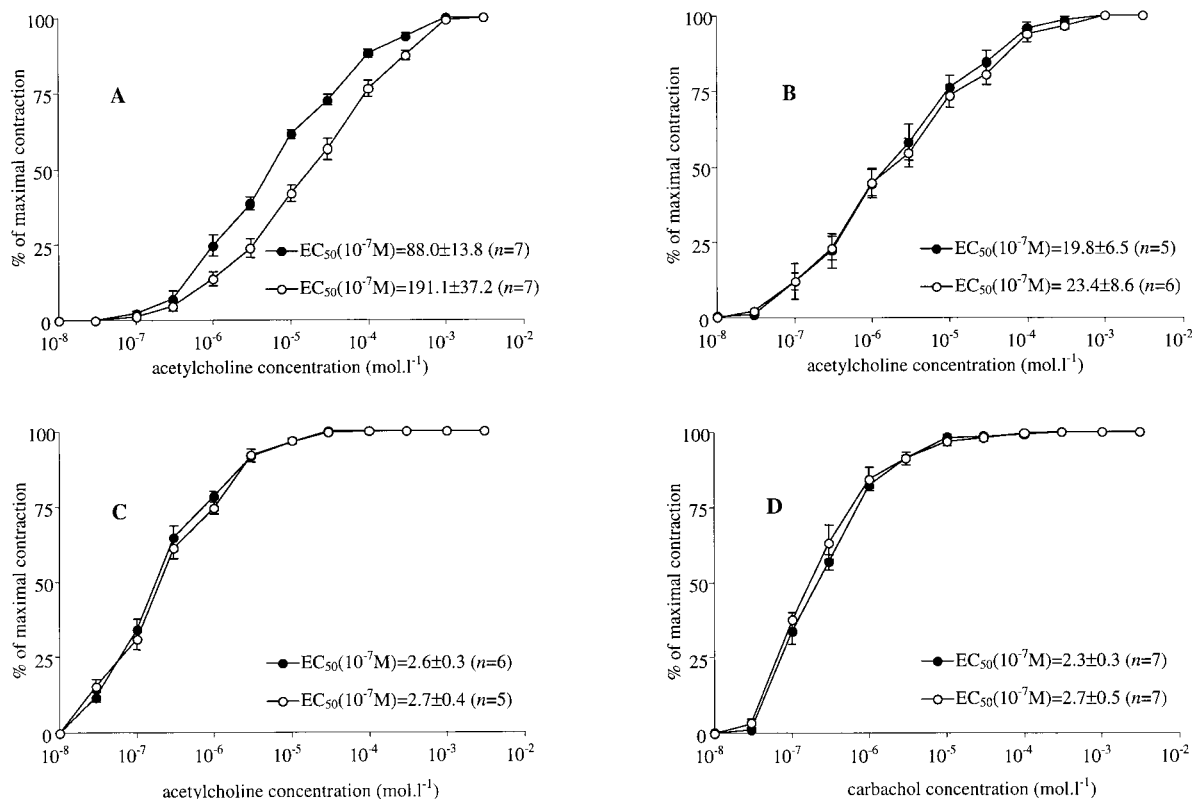 100
75
50
25
0
% of maximal contraction
A
EC₅₀(10⁻⁷M)=88.0±13.8 (n=7)
EC₅₀(10⁻⁷M)=191.1±37.2 (n=7)
10⁻⁸ 10⁻⁷ 10⁻⁶ 10⁻⁵ 10⁻⁴ 10⁻³ 10⁻²
acetylcholine concentration (mol.l⁻¹)
100
75
50
25
0
% of maximal contraction
B
EC₅₀(10⁻⁷M)=19.8±6.5 (n=5)
EC₅₀(10⁻⁷M)= 23.4±8.6 (n=6)
10⁻⁸ 10⁻⁷ 10⁻⁶ 10⁻⁵ 10⁻⁴ 10⁻³ 10⁻²
acetylcholine concentration (mol.l⁻¹)
100
75
50
25
0
% of maximal contraction
C
EC₅₀(10⁻⁷M)=2.6±0.3 (n=6)
EC₅₀(10⁻⁷M)=2.7±0.4 (n=5)
10⁻⁸ 10⁻⁷ 10⁻⁶ 10⁻⁵ 10⁻⁴ 10⁻³ 10⁻²
acetylcholine concentration (mol.l⁻¹)
100
75
50
25
0
% of maximal contraction
D
EC₅₀(10⁻⁷M)=2.3±0.3 (n=7)
EC₅₀(10⁻⁷M)=2.7±0.5 (n=7)
10⁻⁸ 10⁻⁷ 10⁻⁶ 10⁻⁵ 10⁻⁴ 10⁻³ 10⁻²
carbachol concentration (mol.l⁻¹)